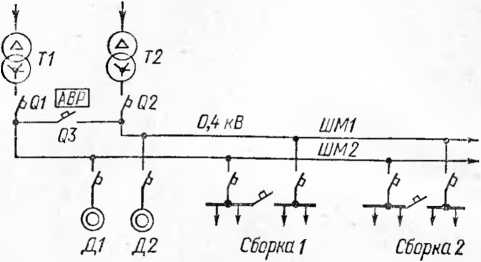 T1
T2
Q1
АВР
Q2
Q3
0,4 кВ
ШМ1
ШМ2
Д1
Д2
Сборка 1
Сборка 2